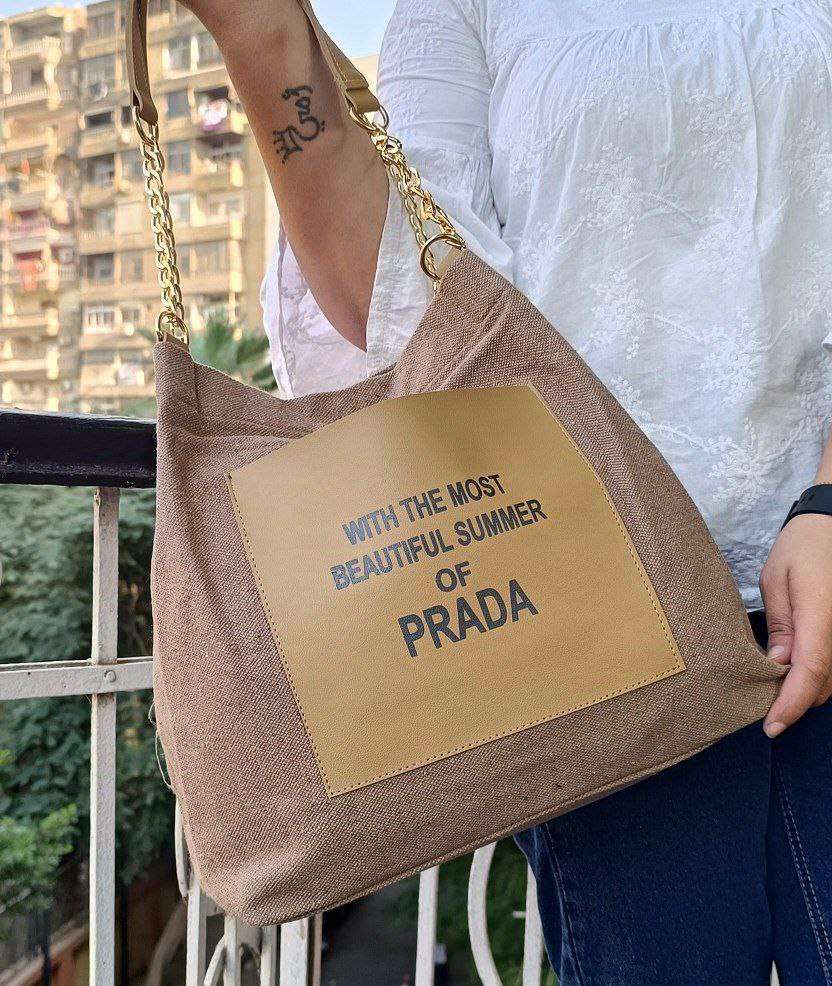 WITH THE MOST
BEAUTIFUL SUMMER
OF
PRADA